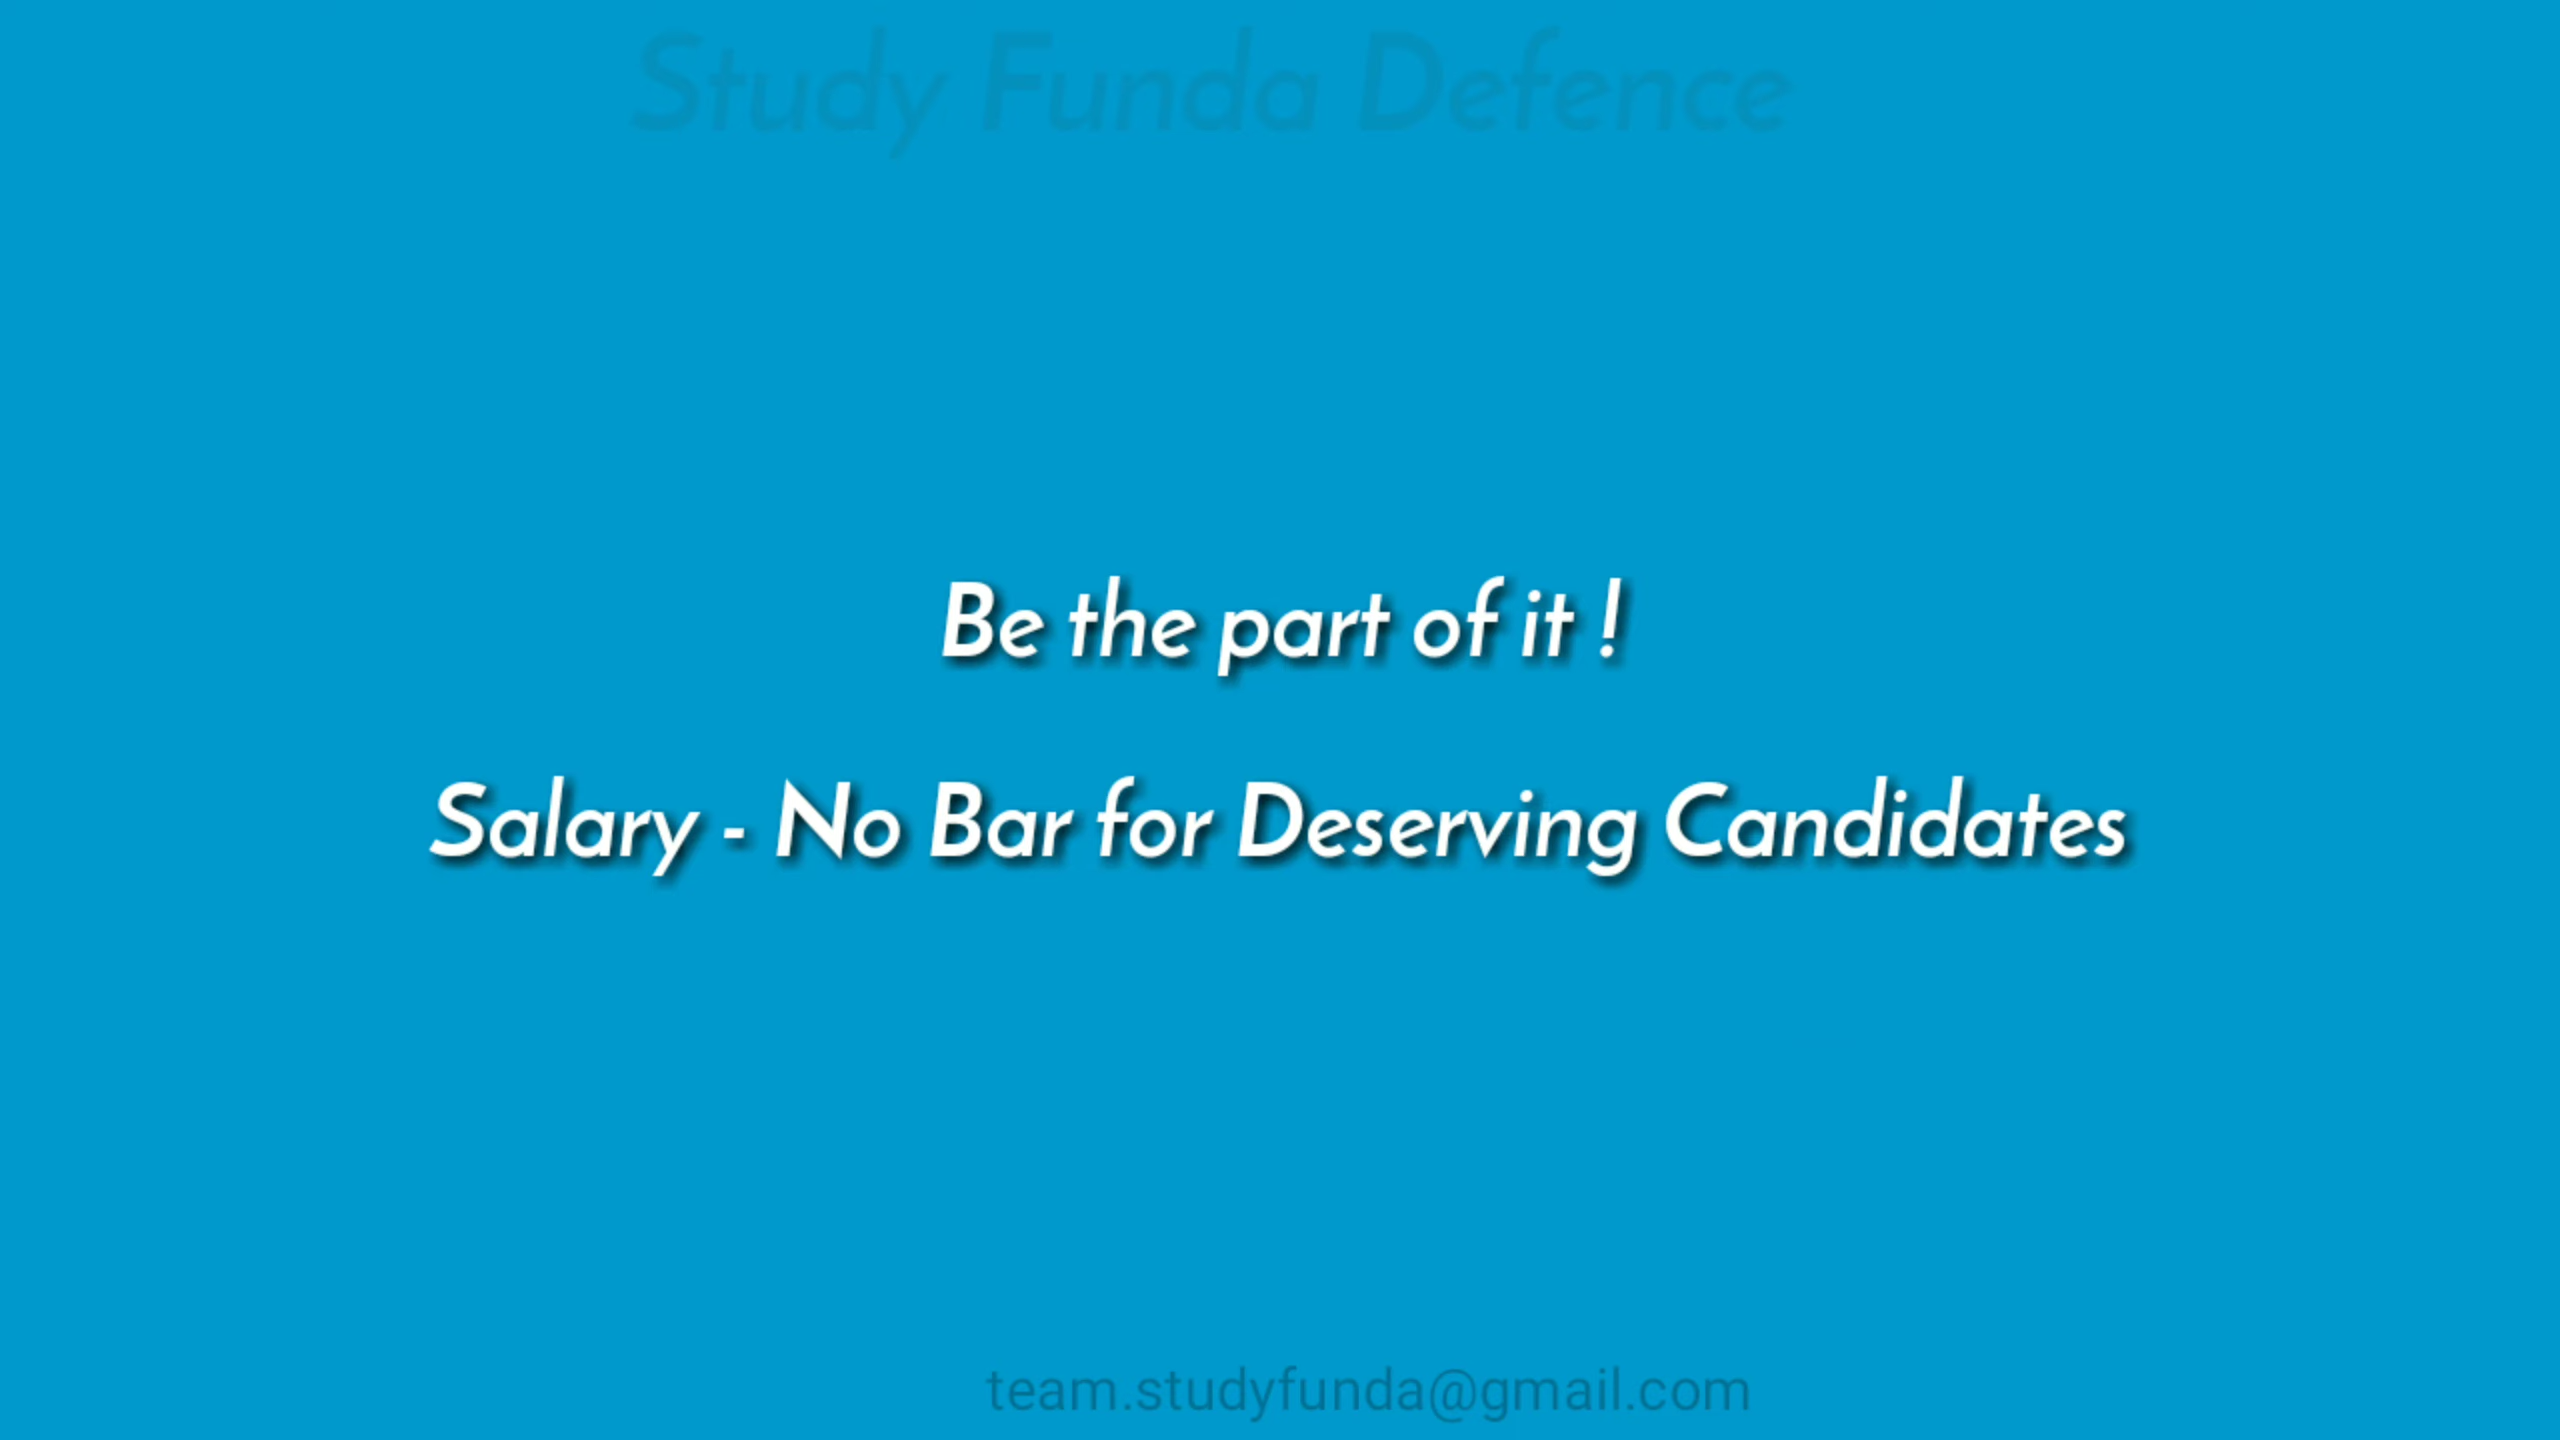 Study Funda Defence
Be the part of it !
Salary - No Bar for Deserving Candidates
team.studyfunda@gmail.com